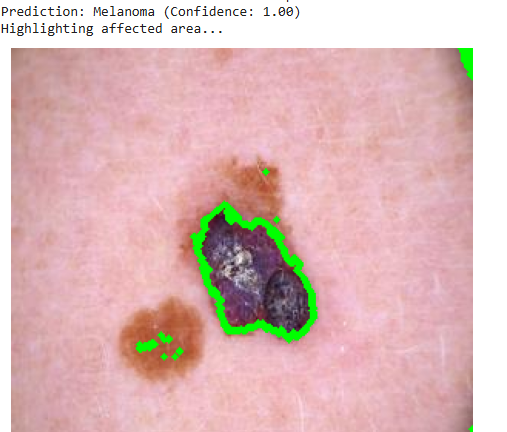 Prediction: Melanoma (Confidence: 1.00)
Highlighting affected area...